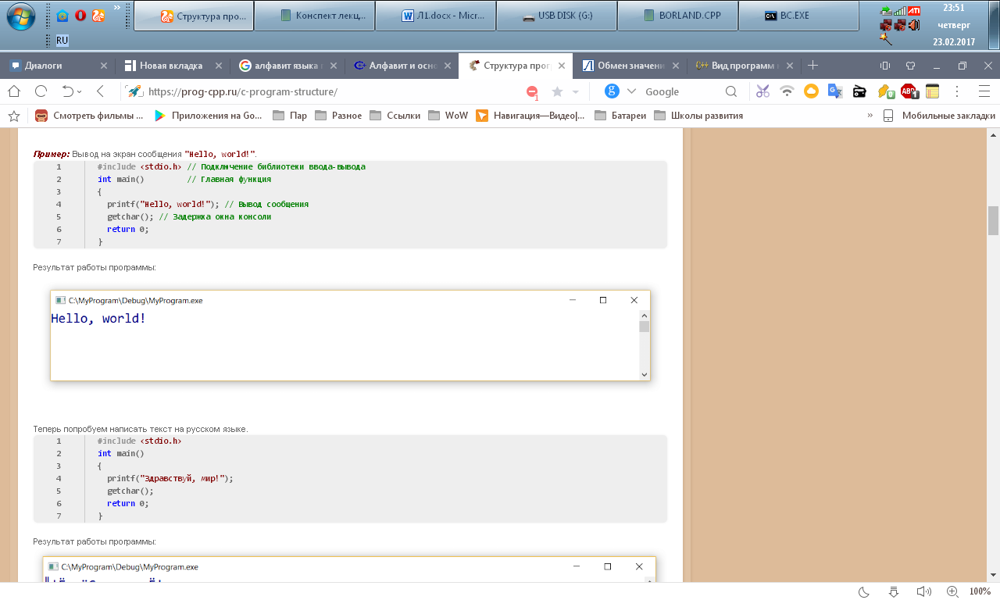 Структура про...
Конспект лекц...
Л1.docx - Micr...
USB DISK (G:)
BORLAND.CPP
BC.EXE
23:51
четверг
23.02.2017
RU
ATI
Диалоги
Новая вкладка
алфавит языка
Алфавит и осно
Структура прог
Обмен значени
Вид программ
https://prog-cpp.ru/c-program-structure/
1
Google
0
ABP
1
Смотреть фильмы ...
Приложения на Go...
Пар
Разное
Ссылки
WoW
Навигация—Видео|...
Батареи
Школы развития
»
Мобильные закладки
Пример: Вывод на экран сообщения "Hello, world!".
1 #include <stdio.h> // Подключение библиотеки ввода-вывода
2 int main() // Главная функция
3 {
4 printf("Hello, world!"); // Вывод сообщения
5 getchar(); // Задержка окна консоли
6 return 0;
7 }
Результат работы программы:
C:\MyProgram\Debug\MyProgram.exe
Hello, world!
Теперь попробуем написать текст на русском языке.
1 #include <stdio.h>
2 int main()
3 {
4 printf("Здравствуй, мир!");
5 getchar();
6 return 0;
7 }
Результат работы программы:
C:\MyProgram\Debug\MyProgram.exe
100%